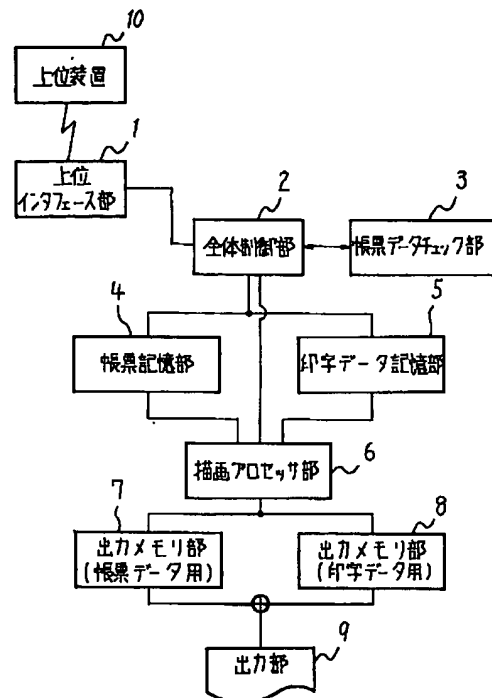 10
上位装置
1
上位
インタフェース部
2
全体制御部
3
帳票データチェック部
4
帳票記憶部
5
印字データ記憶部
描画プロセッサ部
6
7
出力メモリ部
(帳票データ用)
8
出力メモリ部
(印字データ用)
9
出力部